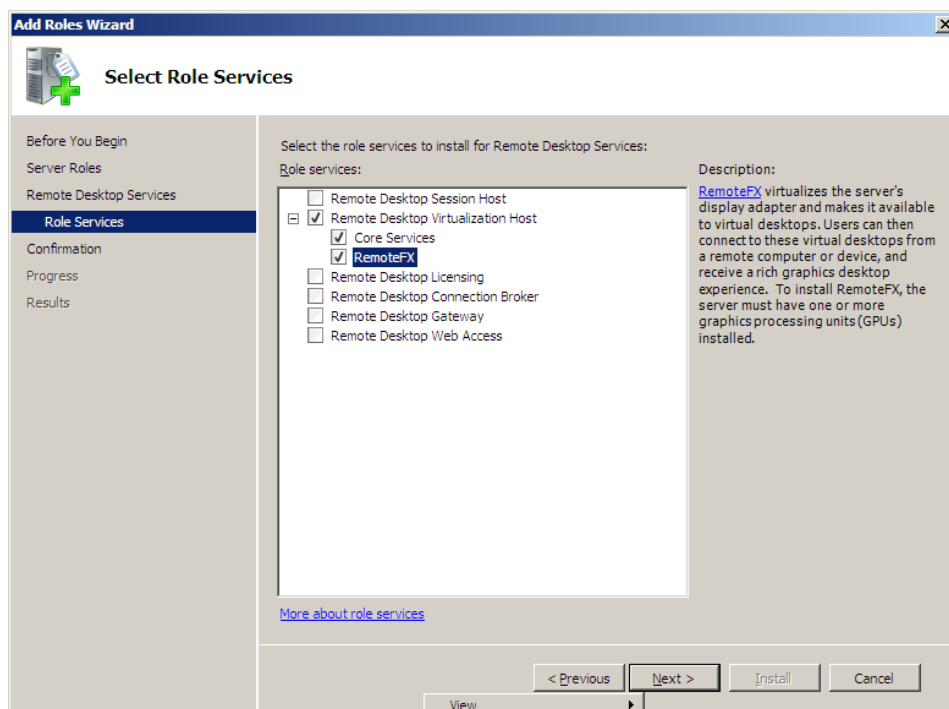 Add Roles Wizard
Select Role Services
Before You Begin
Server Roles
Remote Desktop Services
Role Services
Confirmation
Progress
Results
Select the role services to install for Remote Desktop Services:
Role services:
Remote Desktop Session Host
Remote Desktop Virtualization Host
Core Services
RemoteFX
Remote Desktop Licensing
Remote Desktop Connection Broker
Remote Desktop Gateway
Remote Desktop Web Access
More about role services
Description:
RemoteFX virtualizes the server's
display adapter and makes it available
to virtual desktops. Users can then
connect to these virtual desktops from
a remote computer or device, and
receive a rich graphics desktop
experience. To install RemoteFX, the
server must have one or more
graphics processing units (GPUs)
installed.
< Previous
Next >
Install
Cancel
View